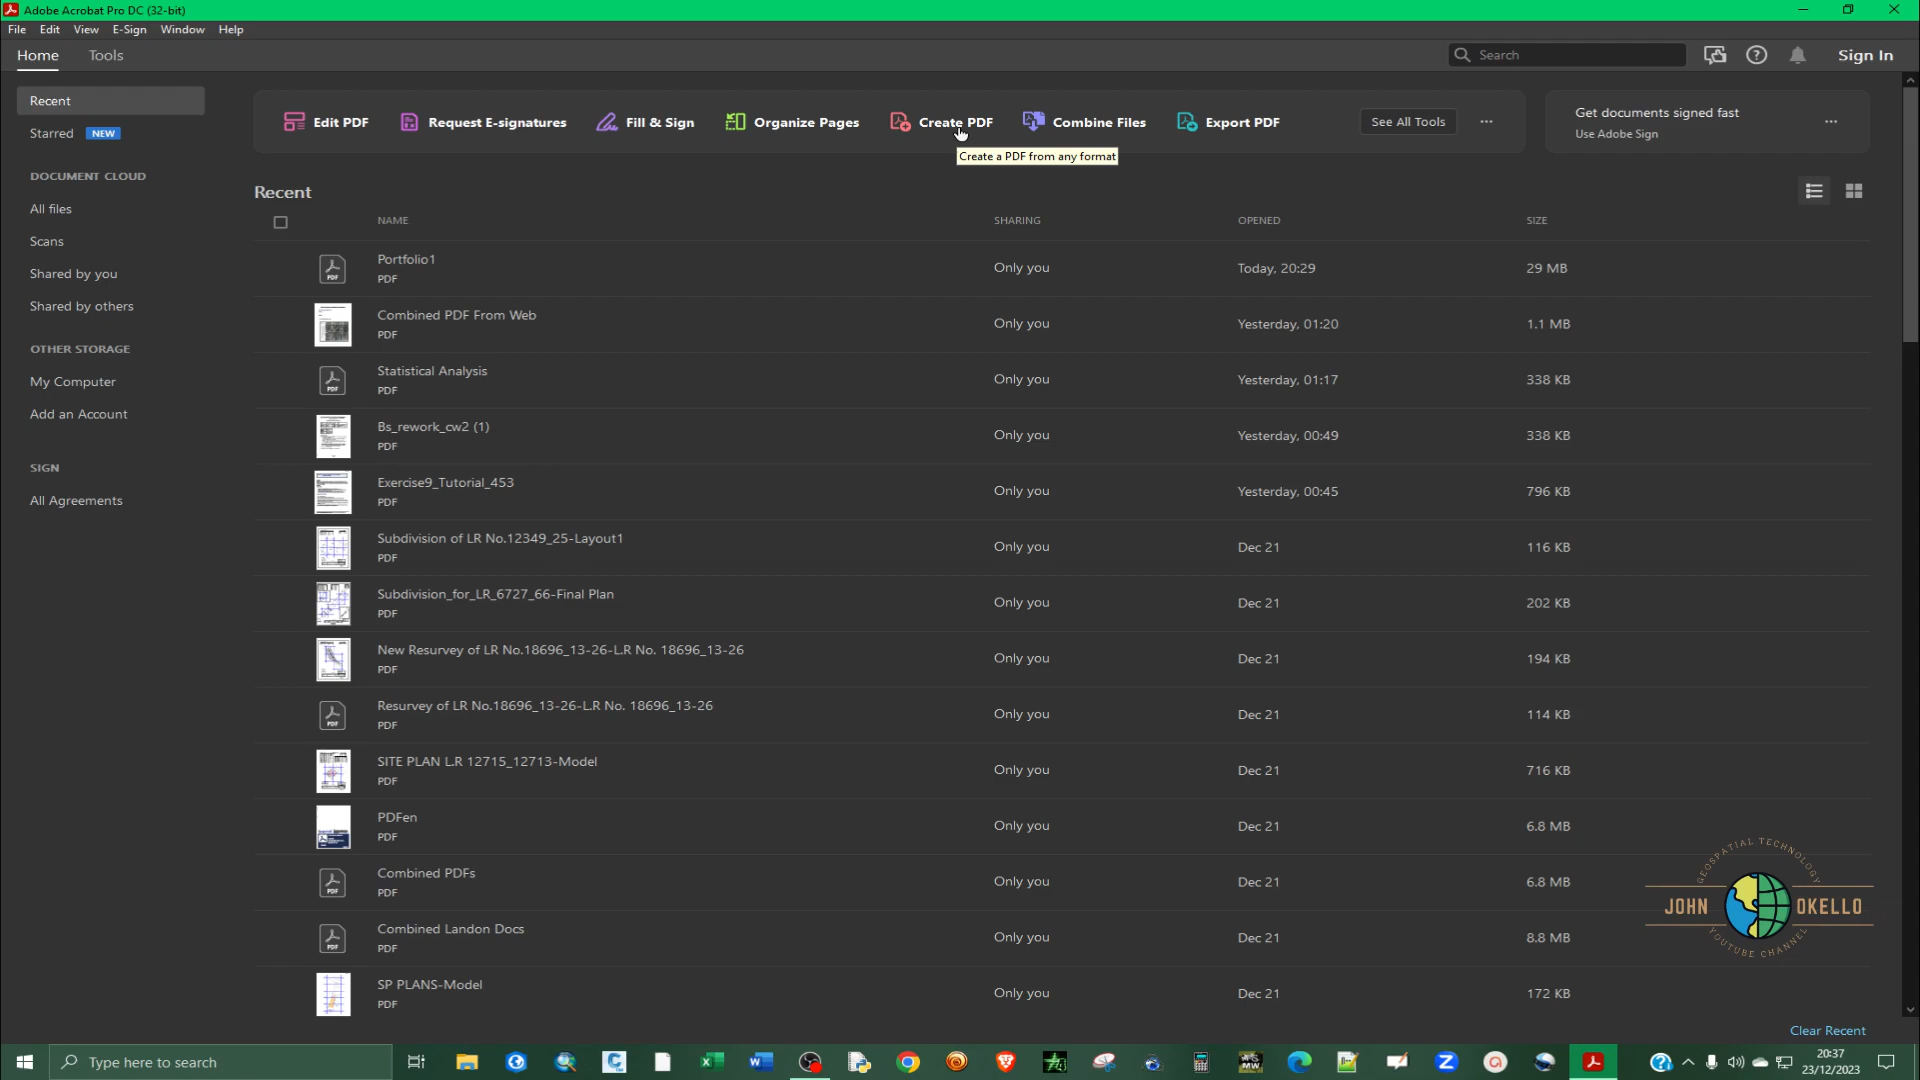 Adobe Acrobat Pro DC (32-bit)
File Edit View E-Sign Window Help
Home Tools Search Sign In
Recent
Starred NEW
DOCUMENT CLOUD
All files
Scans
Shared by you
Shared by others
OTHER STORAGE
My Computer
Add an Account
SIGN
All Agreements
Edit PDF Request E-signatures Fill & Sign Organize Pages Create PDF Combine Files Export PDF See All Tools
Create a PDF from any format
Get documents signed fast
Use Adobe Sign
Recent
NAME SHARING OPENED SIZE
Portfolio1 Only you Today, 20:29 29 MB
PDF
Combined PDF From Web Only you Yesterday, 01:20 1.1 MB
PDF
Statistical Analysis Only you Yesterday, 01:17 338 KB
PDF
Bs_rework_cw2 (1) Only you Yesterday, 00:49 338 KB
PDF
Exercise9_Tutorial_453 Only you Yesterday, 00:45 796 KB
PDF
Subdivision of LR No.12349_25-Layout1 Only you Dec 21 116 KB
PDF
Subdivision_for_LR_6727_66-Final Plan Only you Dec 21 202 KB
PDF
New Resurvey of LR No.18696_13-26-L.R No. 18696_13-26 Only you Dec 21 194 KB
PDF
Resurvey of LR No.18696_13-26-L.R No. 18696_13-26 Only you Dec 21 114 KB
PDF
SITE PLAN L.R 12715_12713-Model Only you Dec 21 716 KB
PDF
PDFen Only you Dec 21 6.8 MB
PDF
Combined PDFs Only you Dec 21 6.8 MB
PDF
Combined Landon Docs Only you Dec 21 8.8 MB
PDF
SP PLANS-Model Only you Dec 21 172 KB
PDF
GEOSPATIAL TECHNOLOGY
JOHN OKELLO
YOUTUBE CHANNEL
Clear Recent
Type here to search
20:37
23/12/2023